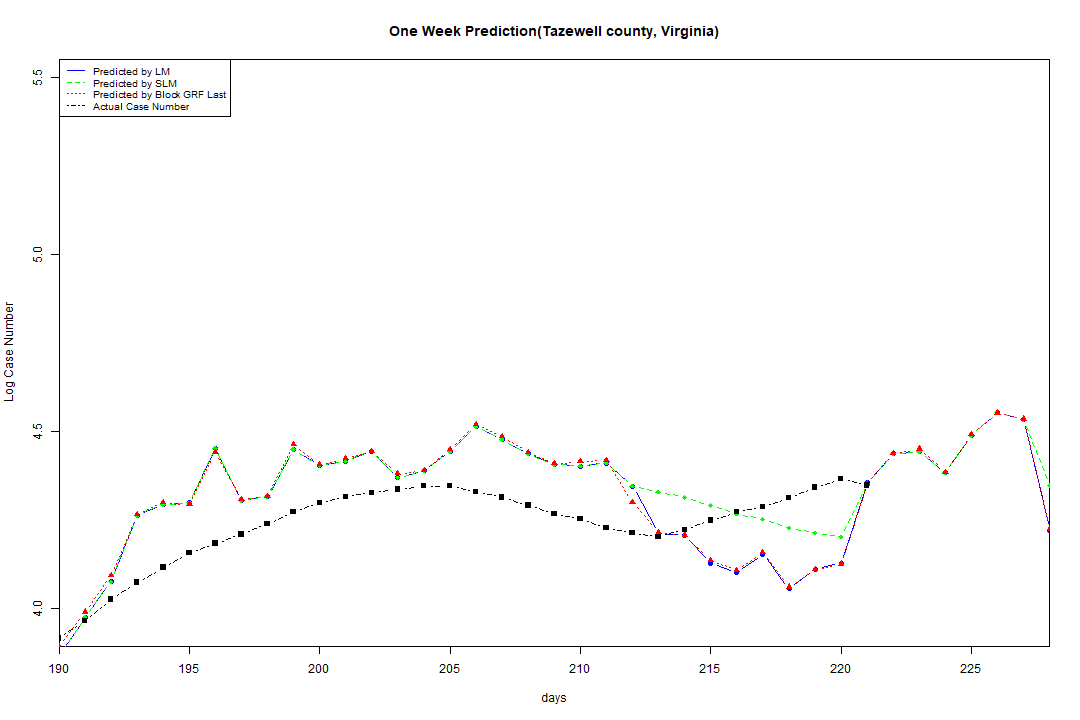 One Week Prediction(Tazewell county, Virginia)
Predicted by LM
Predicted by SLM
Predicted by Block GRF Last
Actual Case Number
5.5
5.0
4.5
4.0
Log Case Number
190 195 200 205 210 215 220 225
days